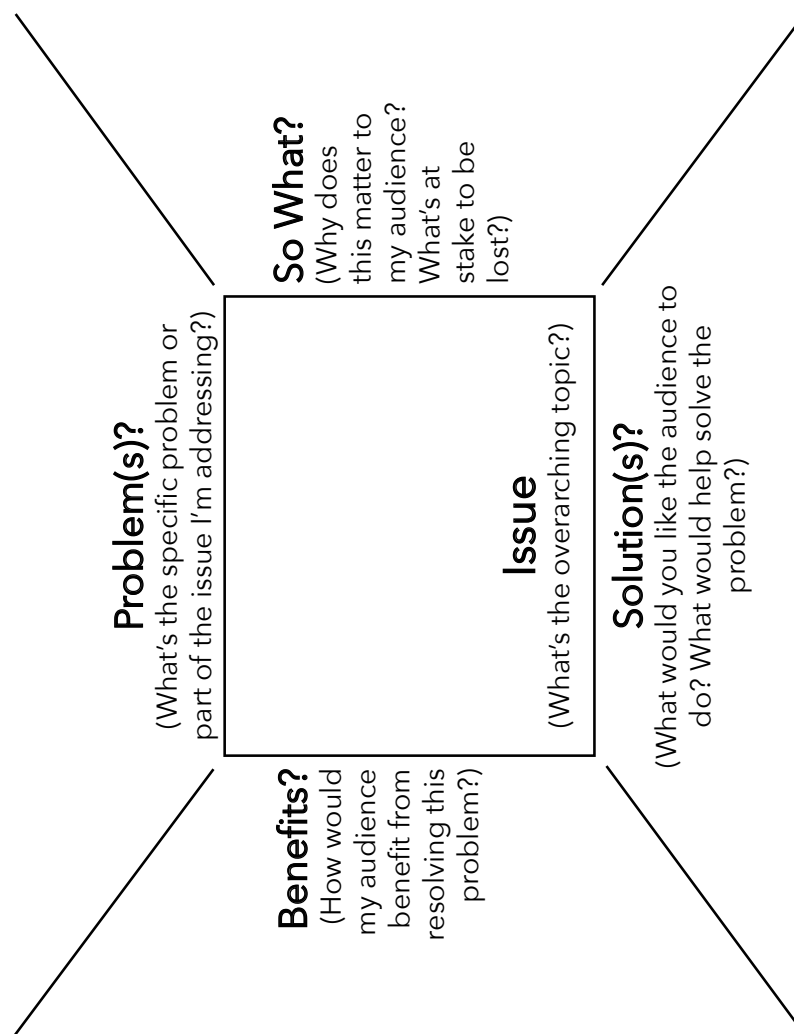 Problem(s)?
(What's the specific problem or
part of the issue I'm addressing?)
Benefits?
(How would
my audience
benefit from
resolving this
problem?)
Issue
(What's the overarching topic?)
So What?
(Why does
this matter to
my audience?
What's at
stake to be
lost?)
Solution(s)?
(What would you like the audience to
do? What would help solve the
problem?)